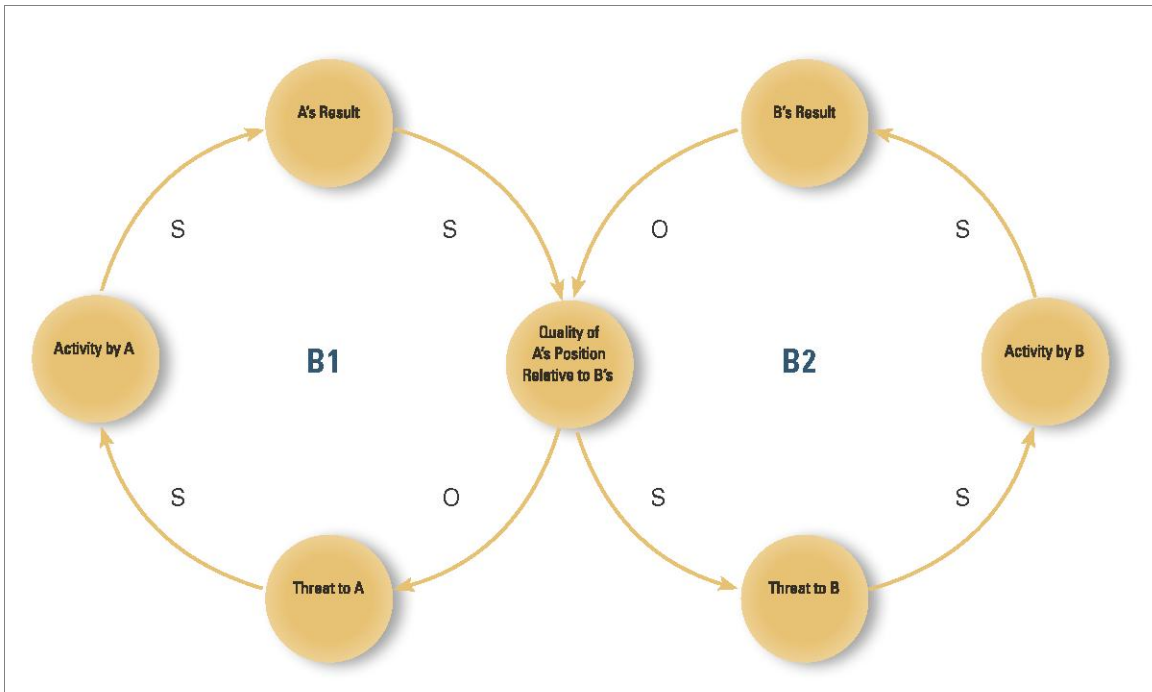 A's Result
B's Result
S
S
O
S
Activity by A
B1
Quality of
A's Position
Relative to B's
B2
Activity by B
S
O
S
S
Threat to A
Threat to B